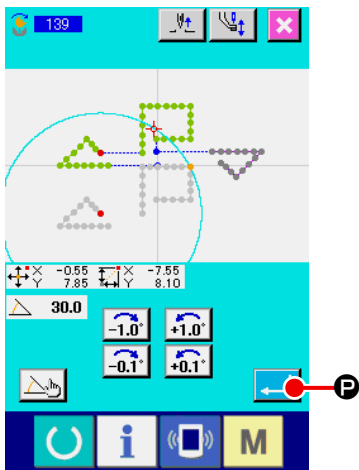 139
X -0.55 X -7.55
Y 7.85 Y 8.10
30.0
-1.0° +1.0°
-0.1° +0.1°
P
i M